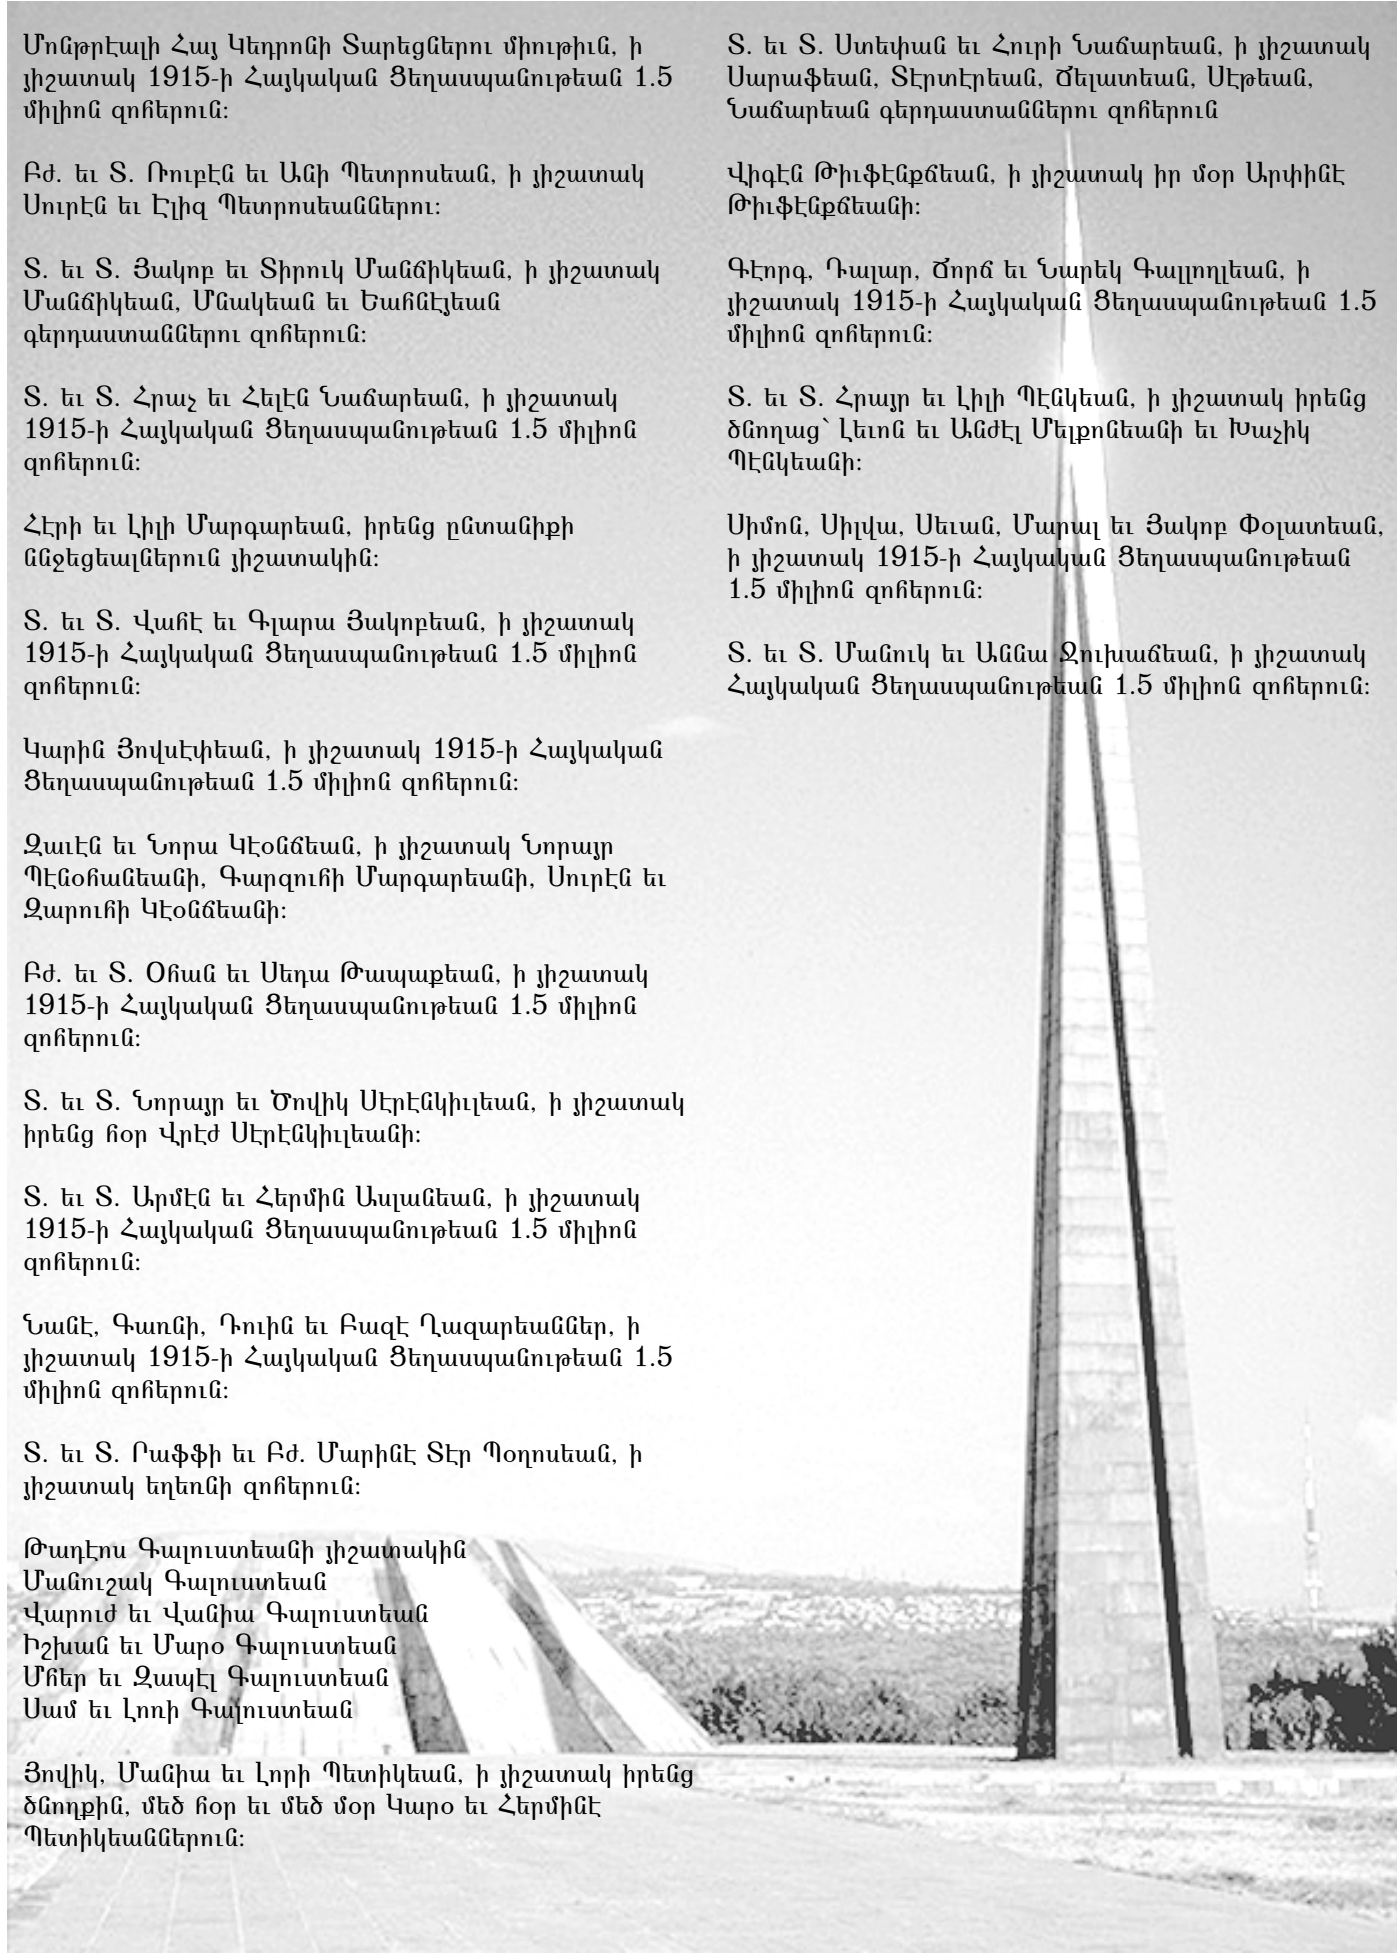 Մոնթրէալի Հայ Կեդրոնի Տարեցներու միութիւն, ի
յիշատակ 1915-ի Հայկական Ցեղասպանութեան 1.5
միլիոն զոհերուն։
Բժ. եւ Տ. Ռուբէն եւ Անի Պետրոսեան, ի յիշատակ
Սուրէն եւ Էլիզ Պետրոսեաններու։
Տ. եւ Տ. Յակոբ եւ Տիրուկ Մանճիկեան, ի յիշատակ
Մանճիկեան, Մնակեան եւ Եահնէյեան
գերդաստաններու զոհերուն։
Տ. եւ Տ. Հրաչ եւ Հելէն Նաճարեան, ի յիշատակ
1915-ի Հայկական Ցեղասպանութեան 1.5 միլիոն
զոհերուն։
Հէրի եւ Լիլի Մարգարեան, իրենց ընտանիքի
ննջեցեալներուն յիշատակին։
Տ. եւ Տ. Վահէ եւ Գլարա Յակոբեան, ի յիշատակ
1915-ի Հայկական Ցեղասպանութեան 1.5 միլիոն
զոհերուն։
Կարին Յովսէփեան, ի յիշատակ 1915-ի Հայկական
Ցեղասպանութեան 1.5 միլիոն զոհերուն։
Զաւէն եւ Նորա Կէօնճեան, ի յիշատակ Նորայր
Պէնօհանեանի, Գարզուհի Մարգարեանի, Սուրէն եւ
Զարուհի Կէօնճեանի։
Բժ. եւ Տ. Օհան եւ Սեդա Թապաքեան, ի յիշատակ
1915-ի Հայկական Ցեղասպանութեան 1.5 միլիոն
զոհերուն։
Տ. եւ Տ. Նորայր եւ Ծովիկ Սէրէնկիւլեան, ի յիշատակ
իրենց հօր Վրէժ Սէրէնկիւլեանի։
Տ. եւ Տ. Արմէն եւ Հերմին Ասլանեան, ի յիշատակ
1915-ի Հայկական Ցեղասպանութեան 1.5 միլիոն
զոհերուն։
Նանէ, Գառնի, Դուին եւ Բազէ Ղազարեաններ, ի
յիշատակ 1915-ի Հայկական Ցեղասպանութեան 1.5
միլիոն զոհերուն։
Տ. եւ Տ. Րաֆֆի եւ Բժ. Մարինէ Տէր Պօղոսեան, ի
յիշատակ եղեռնի զոհերուն։
Թադէոս Գալուստեանի յիշատակին
Մանուշակ Գալուստեան
Վարուժ եւ Վանիա Գալուստեան
Իշխան եւ Մարօ Գալուստեան
Մհեր եւ Զապէլ Գալուստեան
Սամ եւ Լոռի Գալուստեան
Յովիկ, Մանիա եւ Լորի Պետիկեան, ի յիշատակ իրենց
ծնողքին, մեծ հօր եւ մեծ մօր Կարօ եւ Հերմինէ
Պետիկեաններուն։
Տ. եւ Տ. Ստեփան եւ Հուրի Նաճարեան, ի յիշատակ
Սարաֆեան, Տէրտէրեան, Ճելատեան, Սէթեան,
Նաճարեան գերդաստաններու զոհերուն
Վիգէն Թիւֆէնքճեան, ի յիշատակ իր մօր Արփինէ
Թիւֆէնքճեանի։
Գէորգ, Դալար, Ճորճ եւ Նարեկ Գալլողլեան, ի
յիշատակ 1915-ի Հայկական Ցեղասպանութեան 1.5
միլիոն զոհերուն։
Տ. եւ Տ. Հրայր եւ Լիլի Պէնկեան, ի յիշատակ իրենց
ծնողաց՝ Լեւոն եւ Անժէլ Մելքոնեանի եւ Խաչիկ
Պէնկեանի։
Սիմոն, Սիլվա, Սեւան, Մարալ եւ Յակոբ Փօլատեան,
ի յիշատակ 1915-ի Հայկական Ցեղասպանութեան
1.5 միլիոն զոհերուն։
Տ. եւ Տ. Մանուկ եւ Աննա Ջուխաճեան, ի յիշատակ
Հայկական Ցեղասպանութեան 1.5 միլիոն զոհերուն։